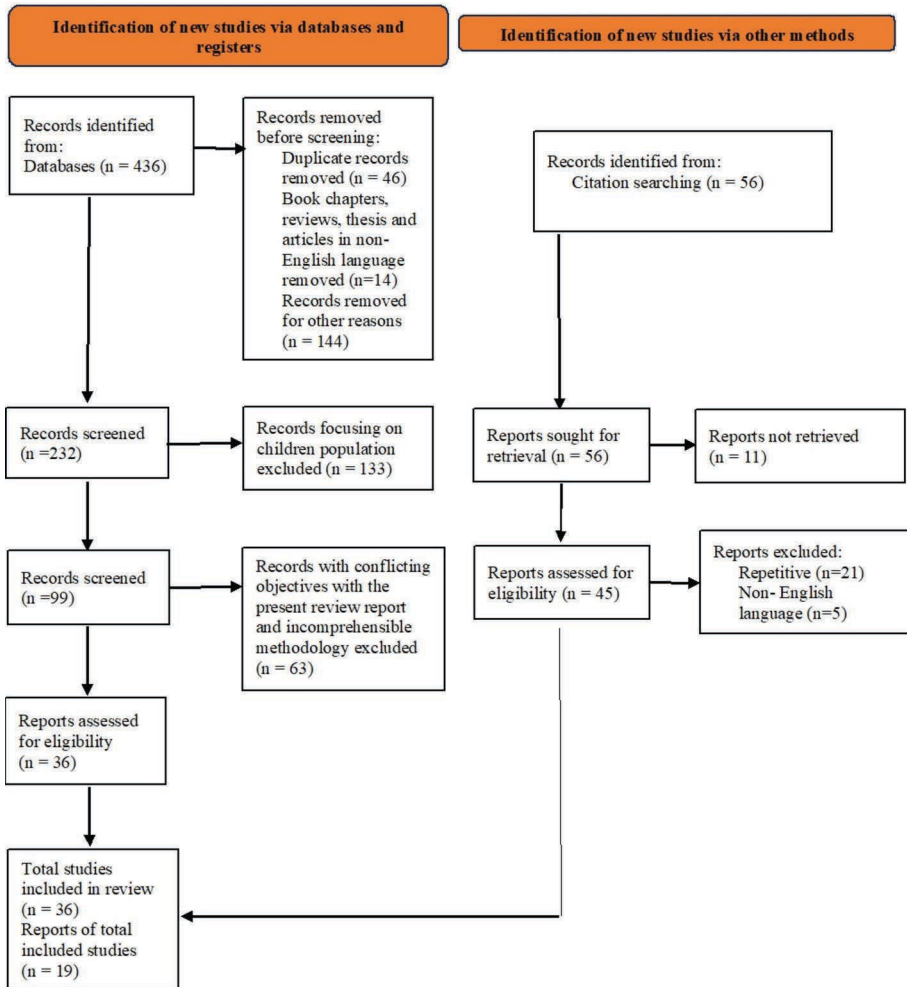 Identification of new studies via databases and
registers
Identification of new studies via other methods
Records identified
from:
Databases (n = 436)
Records removed
before screening:
Duplicate records
removed (n = 46)
Book chapters,
reviews, thesis and
articles in non-
English language
removed (n=14)
Records removed
for other reasons
(n = 144)
Records identified from:
Citation searching (n = 56)
Records screened
(n =232)
Records focusing on
children population
excluded (n = 133)
Reports sought for
retrieval (n = 56)
Reports not retrieved
(n = 11)
Records screened
(n =99)
Records with conflicting
objectives with the
present review report
and incomprehensible
methodology excluded
(n = 63)
Reports assessed for
eligibility (n = 45)
Reports excluded:
Repetitive (n=21)
Non- English
language (n=5)
Reports assessed
for eligibility
(n = 36)
Total studies
included in review
(n = 36)
Reports of total
included studies
(n = 19)